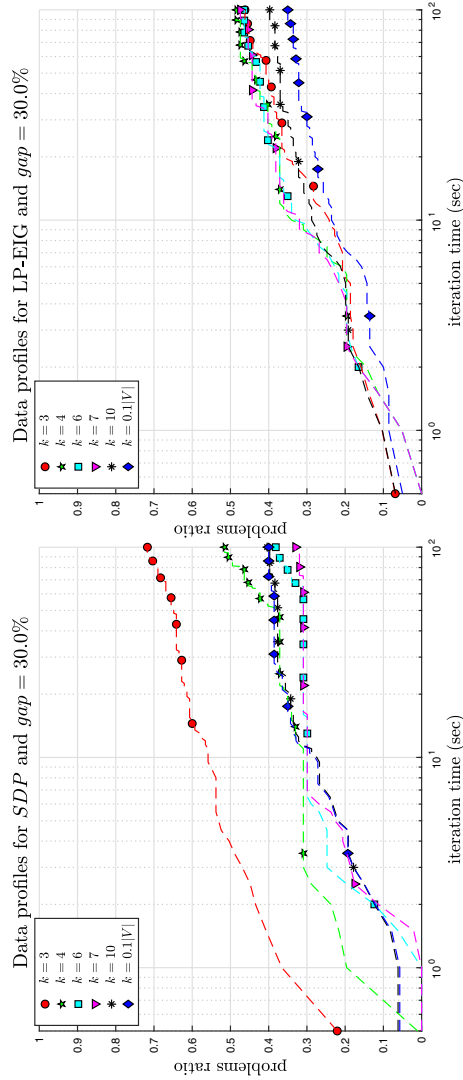 Data profiles for SDP and gap = 30.0%
problems ratio
1
0.9
0.8
0.7
0.6
0.5
0.4
0.3
0.2
0.1
0
k = 3
k = 4
k = 6
k = 7
k = 10
k = 0.1|V|
10^0
10^1
10^2
iteration time (sec)
Data profiles for LP-EIG and gap = 30.0%
problems ratio
1
0.9
0.8
0.7
0.6
0.5
0.4
0.3
0.2
0.1
0
k = 3
k = 4
k = 6
k = 7
k = 10
k = 0.1|V|
10^0
10^1
10^2
iteration time (sec)